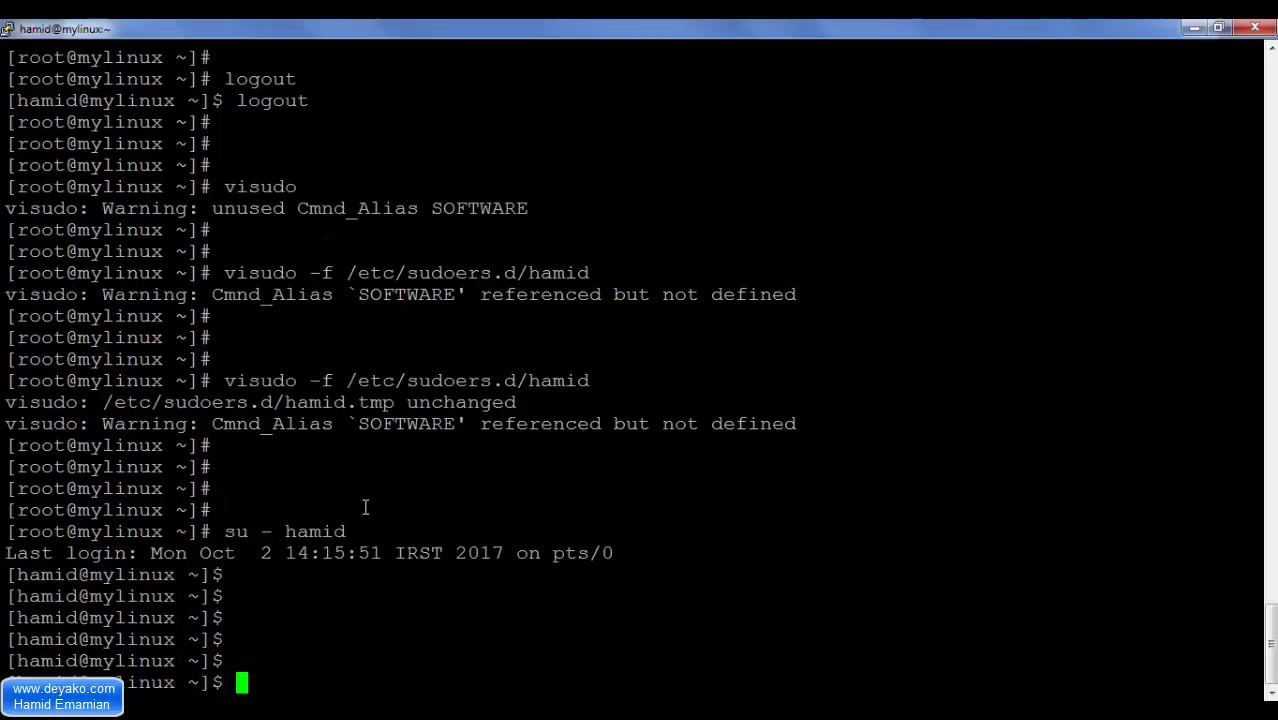 hamid@mylinux:~
[root@mylinux ~]#
[root@mylinux ~]# logout
[hamid@mylinux ~]$ logout
[root@mylinux ~]#
[root@mylinux ~]#
[root@mylinux ~]#
[root@mylinux ~]# visudo
visudo: Warning: unused Cmnd_Alias SOFTWARE
[root@mylinux ~]#
[root@mylinux ~]#
[root@mylinux ~]# visudo -f /etc/sudoers.d/hamid
visudo: Warning: Cmnd_Alias `SOFTWARE' referenced but not defined
[root@mylinux ~]#
[root@mylinux ~]#
[root@mylinux ~]#
[root@mylinux ~]# visudo -f /etc/sudoers.d/hamid
visudo: /etc/sudoers.d/hamid.tmp unchanged
visudo: Warning: Cmnd_Alias `SOFTWARE' referenced but not defined
[root@mylinux ~]#
[root@mylinux ~]#
[root@mylinux ~]#
[root@mylinux ~]#
[root@mylinux ~]# su - hamid
Last login: Mon Oct  2 14:15:51 IRST 2017 on pts/0
[hamid@mylinux ~]$
[hamid@mylinux ~]$
[hamid@mylinux ~]$
[hamid@mylinux ~]$
[hamid@mylinux ~]$
inux ~]$
www.deyako.com
Hamid Emamian